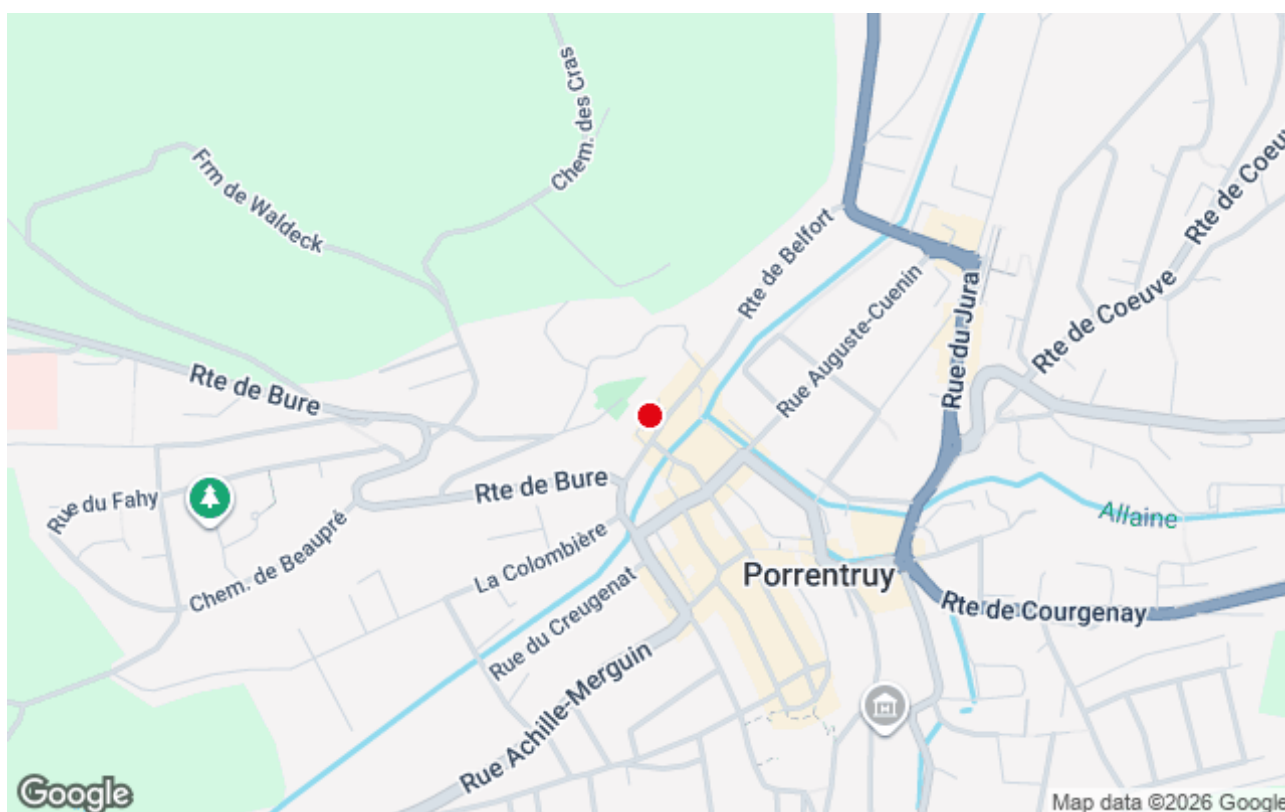 Chem. des Cras
Frm de Waldeck
Rte de Belfort
Rte de Coeuv
Rte de Coeuve
Rue Auguste-Cuenin
Rue du Jura
Rte de Bure
Rte de Bure
Rue du Fahy
Allaine
Chem. de Beaupré
La Colombière
Porrentruy
Rue du Creugenat
Rte de Courgenay
Rue Achille-Merguin
M
Google
Map data ©2026 Google